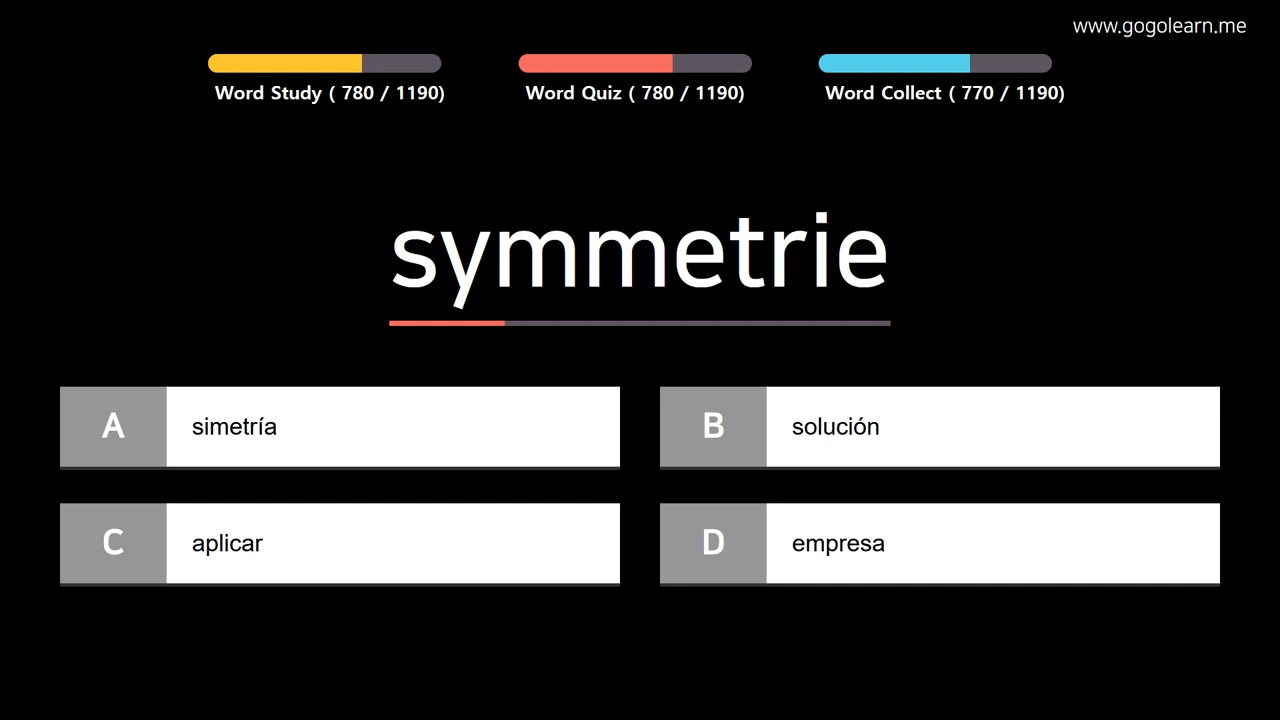 www.gogolearn.me
Word Study ( 780 / 1190)
Word Quiz ( 780 / 1190)
Word Collect ( 770 / 1190)
symmetrie
A simetría
B solución
C aplicar
D empresa